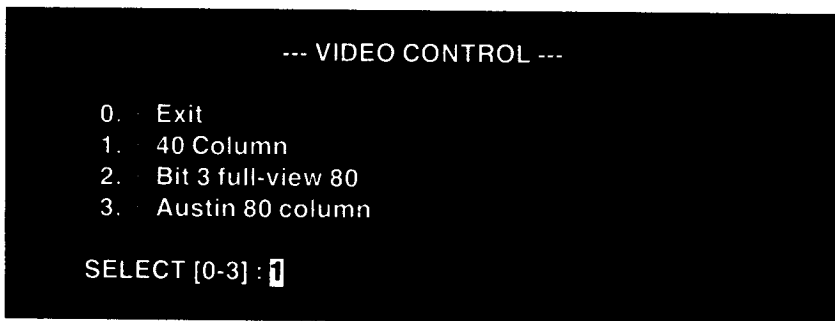 --- VIDEO CONTROL ---
0. Exit
1. 40 Column
2. Bit 3 full-view 80
3. Austin 80 column
SELECT [0-3] : 1